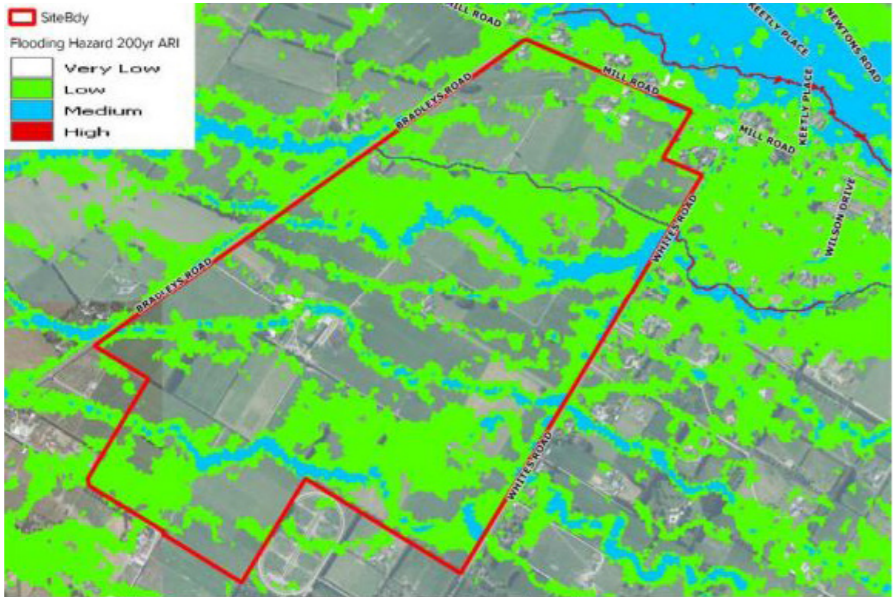 SiteBdy
Flooding Hazard 200yr ARI
Very Low
Low
Medium
High
MILL ROAD
KEETLY PLACE
NEWTONS ROAD
BRADLEYS ROAD
MILL ROAD
KEETLY PLACE
MILL ROAD
WILSON DRIVE
WHITES ROAD
BRADLEYS ROAD
WHITES ROAD